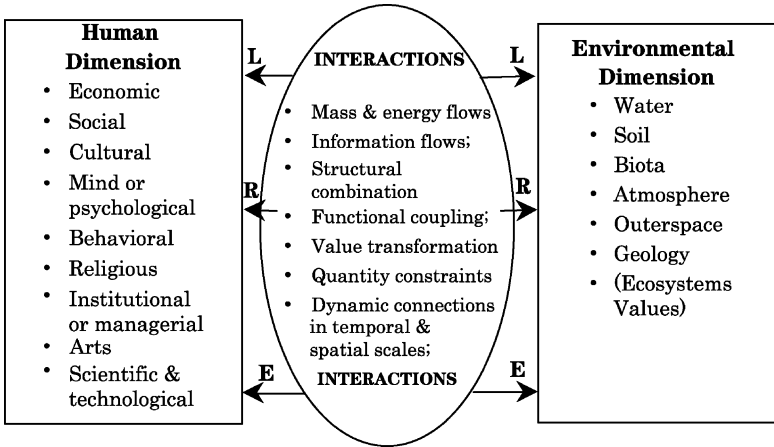 Human
Dimension
• Economic
• Social
• Cultural
• Mind or
psychological
• Behavioral
• Religious
• Institutional
or managerial
• Arts
• Scientific &
technological
L
R
E
INTERACTIONS
• Mass & energy flows
• Information flows;
• Structural
combination
• Functional coupling;
• Value transformation
• Quantity constraints
• Dynamic connections
in temporal &
spatial scales;
INTERACTIONS
L
R
E
Environmental
Dimension
• Water
• Soil
• Biota
• Atmosphere
• Outerspace
• Geology
• (Ecosystems
Values)